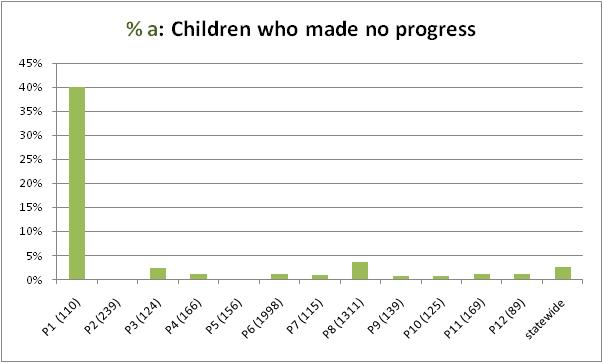 % a: Children who made no progress
45%
40%
35%
30%
25%
20%
15%
10%
5%
0%
P1 (110)
P2 (239)
P3 (124)
P4 (166)
P5 (156)
P6 (1998)
P7 (115)
P8 (1311)
P9 (139)
P10 (125)
P11 (169)
P12 (89)
statewide